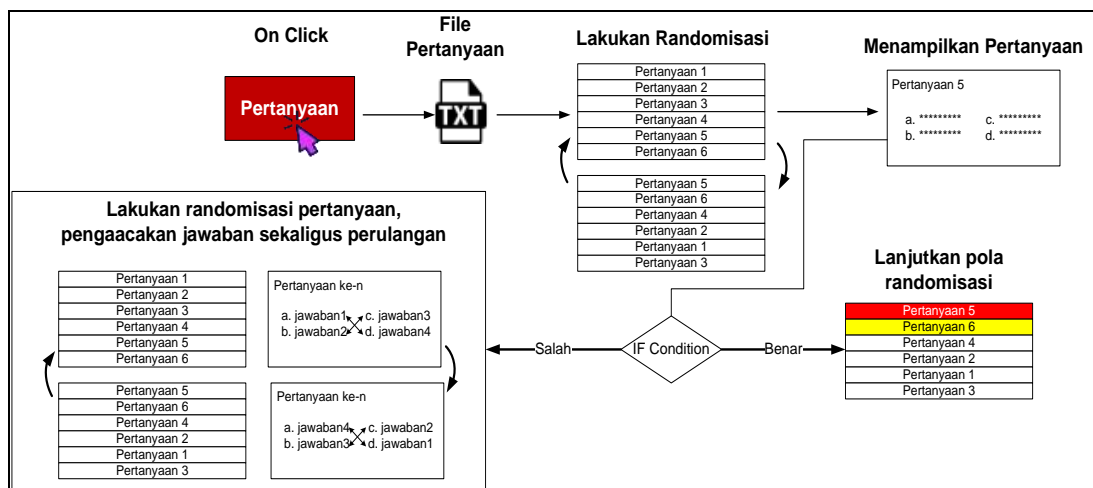 On Click
File
Pertanyaan
Lakukan Randomisasi
Menampilkan Pertanyaan
Pertanyaan
TXT
Pertanyaan 1
Pertanyaan 2
Pertanyaan 3
Pertanyaan 4
Pertanyaan 5
Pertanyaan 6
Pertanyaan 5
Pertanyaan 6
Pertanyaan 4
Pertanyaan 2
Pertanyaan 1
Pertanyaan 3
Pertanyaan 5
a. ********* c. *********
b. ********* d. *********
Lakukan randomisasi pertanyaan,
pengaacakan jawaban sekaligus perulangan
Pertanyaan 1
Pertanyaan 2
Pertanyaan 3
Pertanyaan 4
Pertanyaan 5
Pertanyaan 6
Pertanyaan 5
Pertanyaan 6
Pertanyaan 4
Pertanyaan 2
Pertanyaan 1
Pertanyaan 3
Pertanyaan ke-n
a. jawaban1 c. jawaban3
b. jawaban2 d. jawaban4
Pertanyaan ke-n
a. jawaban4 c. jawaban2
b. jawaban3 d. jawaban1
Salah
IF Condition
Benar
Lanjutkan pola
randomisasi
Pertanyaan 5
Pertanyaan 6
Pertanyaan 4
Pertanyaan 2
Pertanyaan 1
Pertanyaan 3